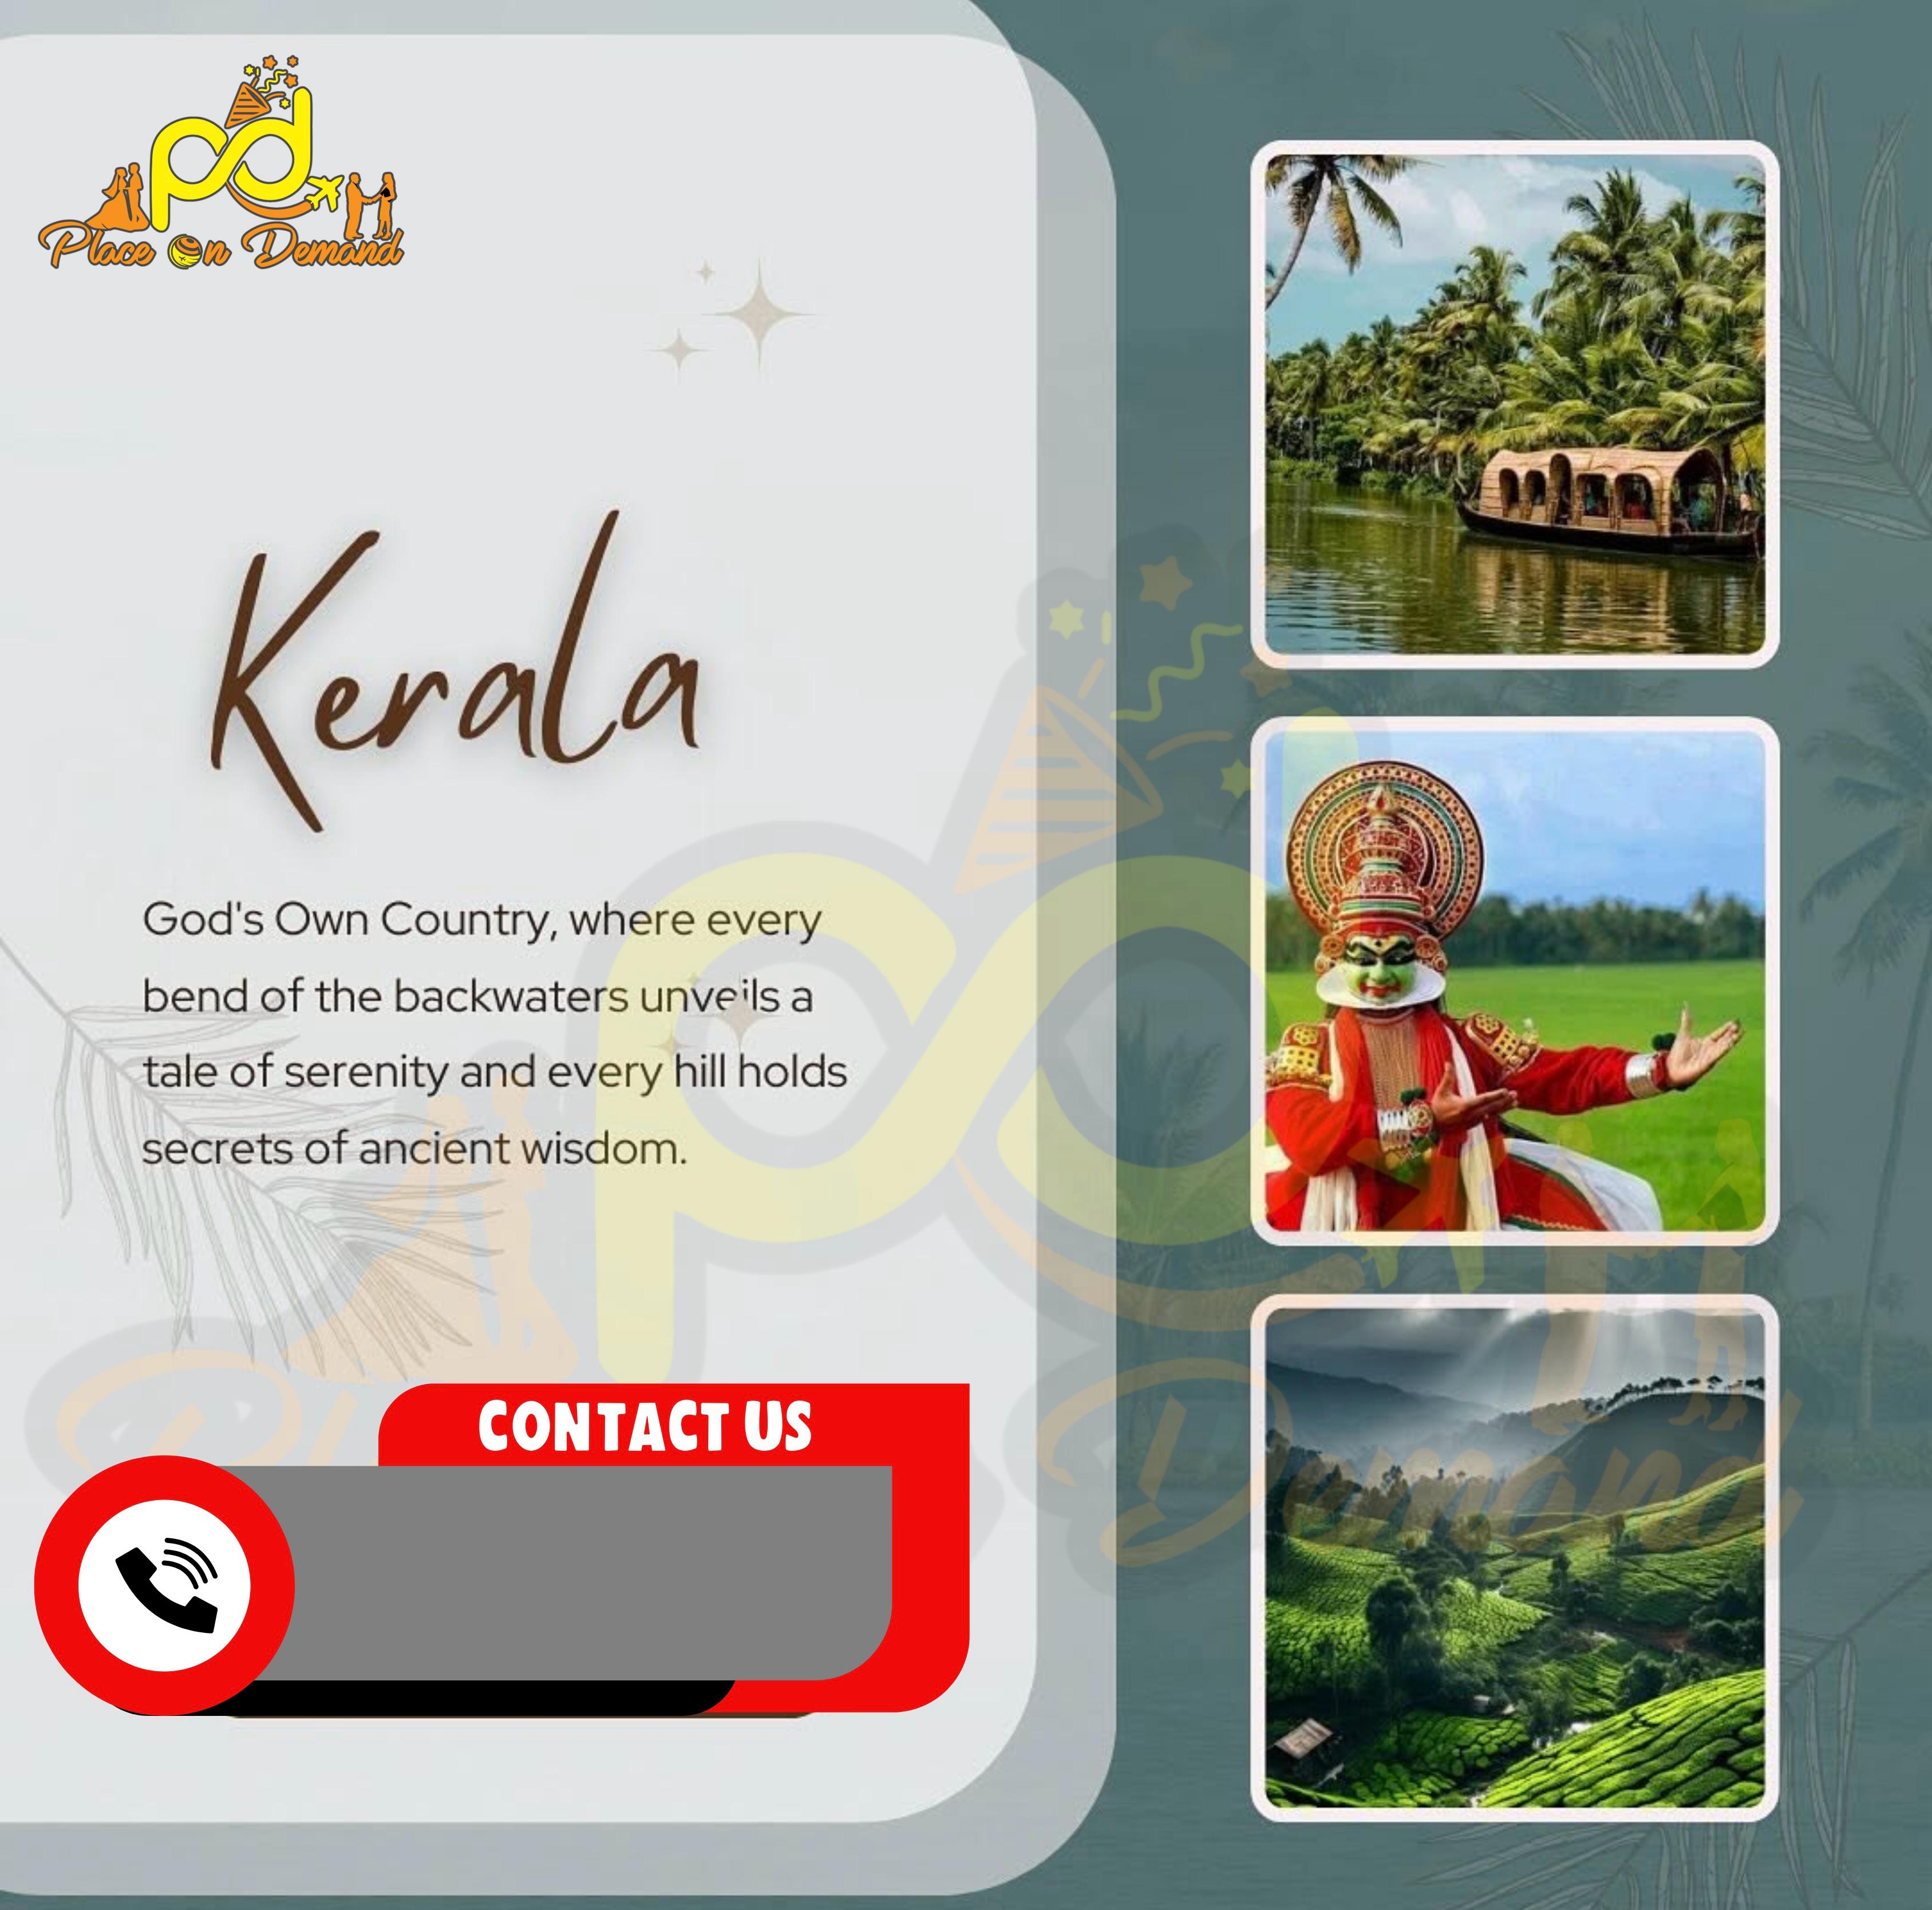 pd
Place On Demand
Kerala
God's Own Country, where every
bend of the backwaters unveils a
tale of serenity and every hill holds
secrets of ancient wisdom.
CONTACT US